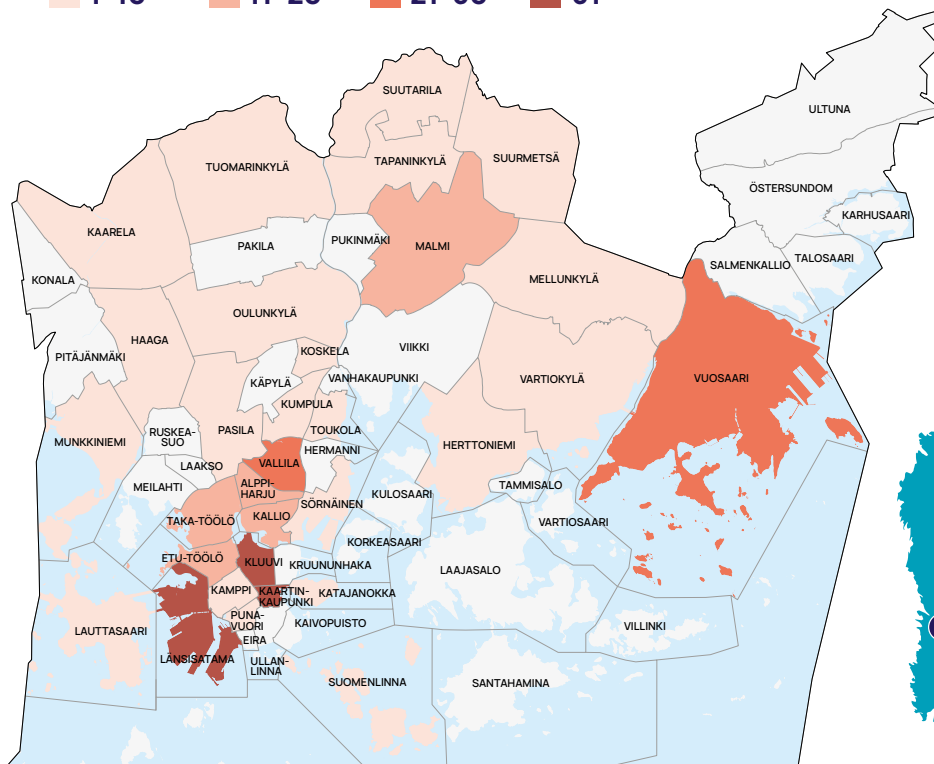 SUUTARILA
ULTUNA
TUOMARINKYLÄ
TAPANINKYLÄ
SUURMETSÄ
ÖSTERSUNDOM
KARHUSAARI
KAARELA
PAKILA
PUKINMÄKI
MALMI
SALMENKALLIO
TALOSAARI
KONALA
MELLUNKYLÄ
OULUNKYLÄ
HAAGA
PITÄJÄNMÄKI
KOSKELA
VIIKKI
KÄPYLÄ
VANHAKAUPUNKI
VARTIOKYLÄ
VUOSAARI
KUMPULA
MUNKKINIEMI
RUSKEA-
SUO
PASILA
TOUKOLA
HERMANNI
HERTTONIEMI
LAAKSO
VALLILA
MEILAHTI
ALPPI-
HARJU
TAMMISALO
SÖRNÄINEN
KULOSAARI
TAKA-TÖÖLÖ
KALLIO
VARTIOSAARI
KORKEASAARI
ETU-TÖÖLÖ
KLUUVI
KRUUNUNHAKA
LAAJASALO
KAMPPI
KAARTIN-
KAUPUNKI
KATAJANOKKA
PUNA-
VUORI
KAIVOPUISTO
LAUTTASAARI
EIRA
VILLINKI
LÄNSISATAMA
ULLAN-
LINNA
SUOMENLINNA
SANTAHAMINA